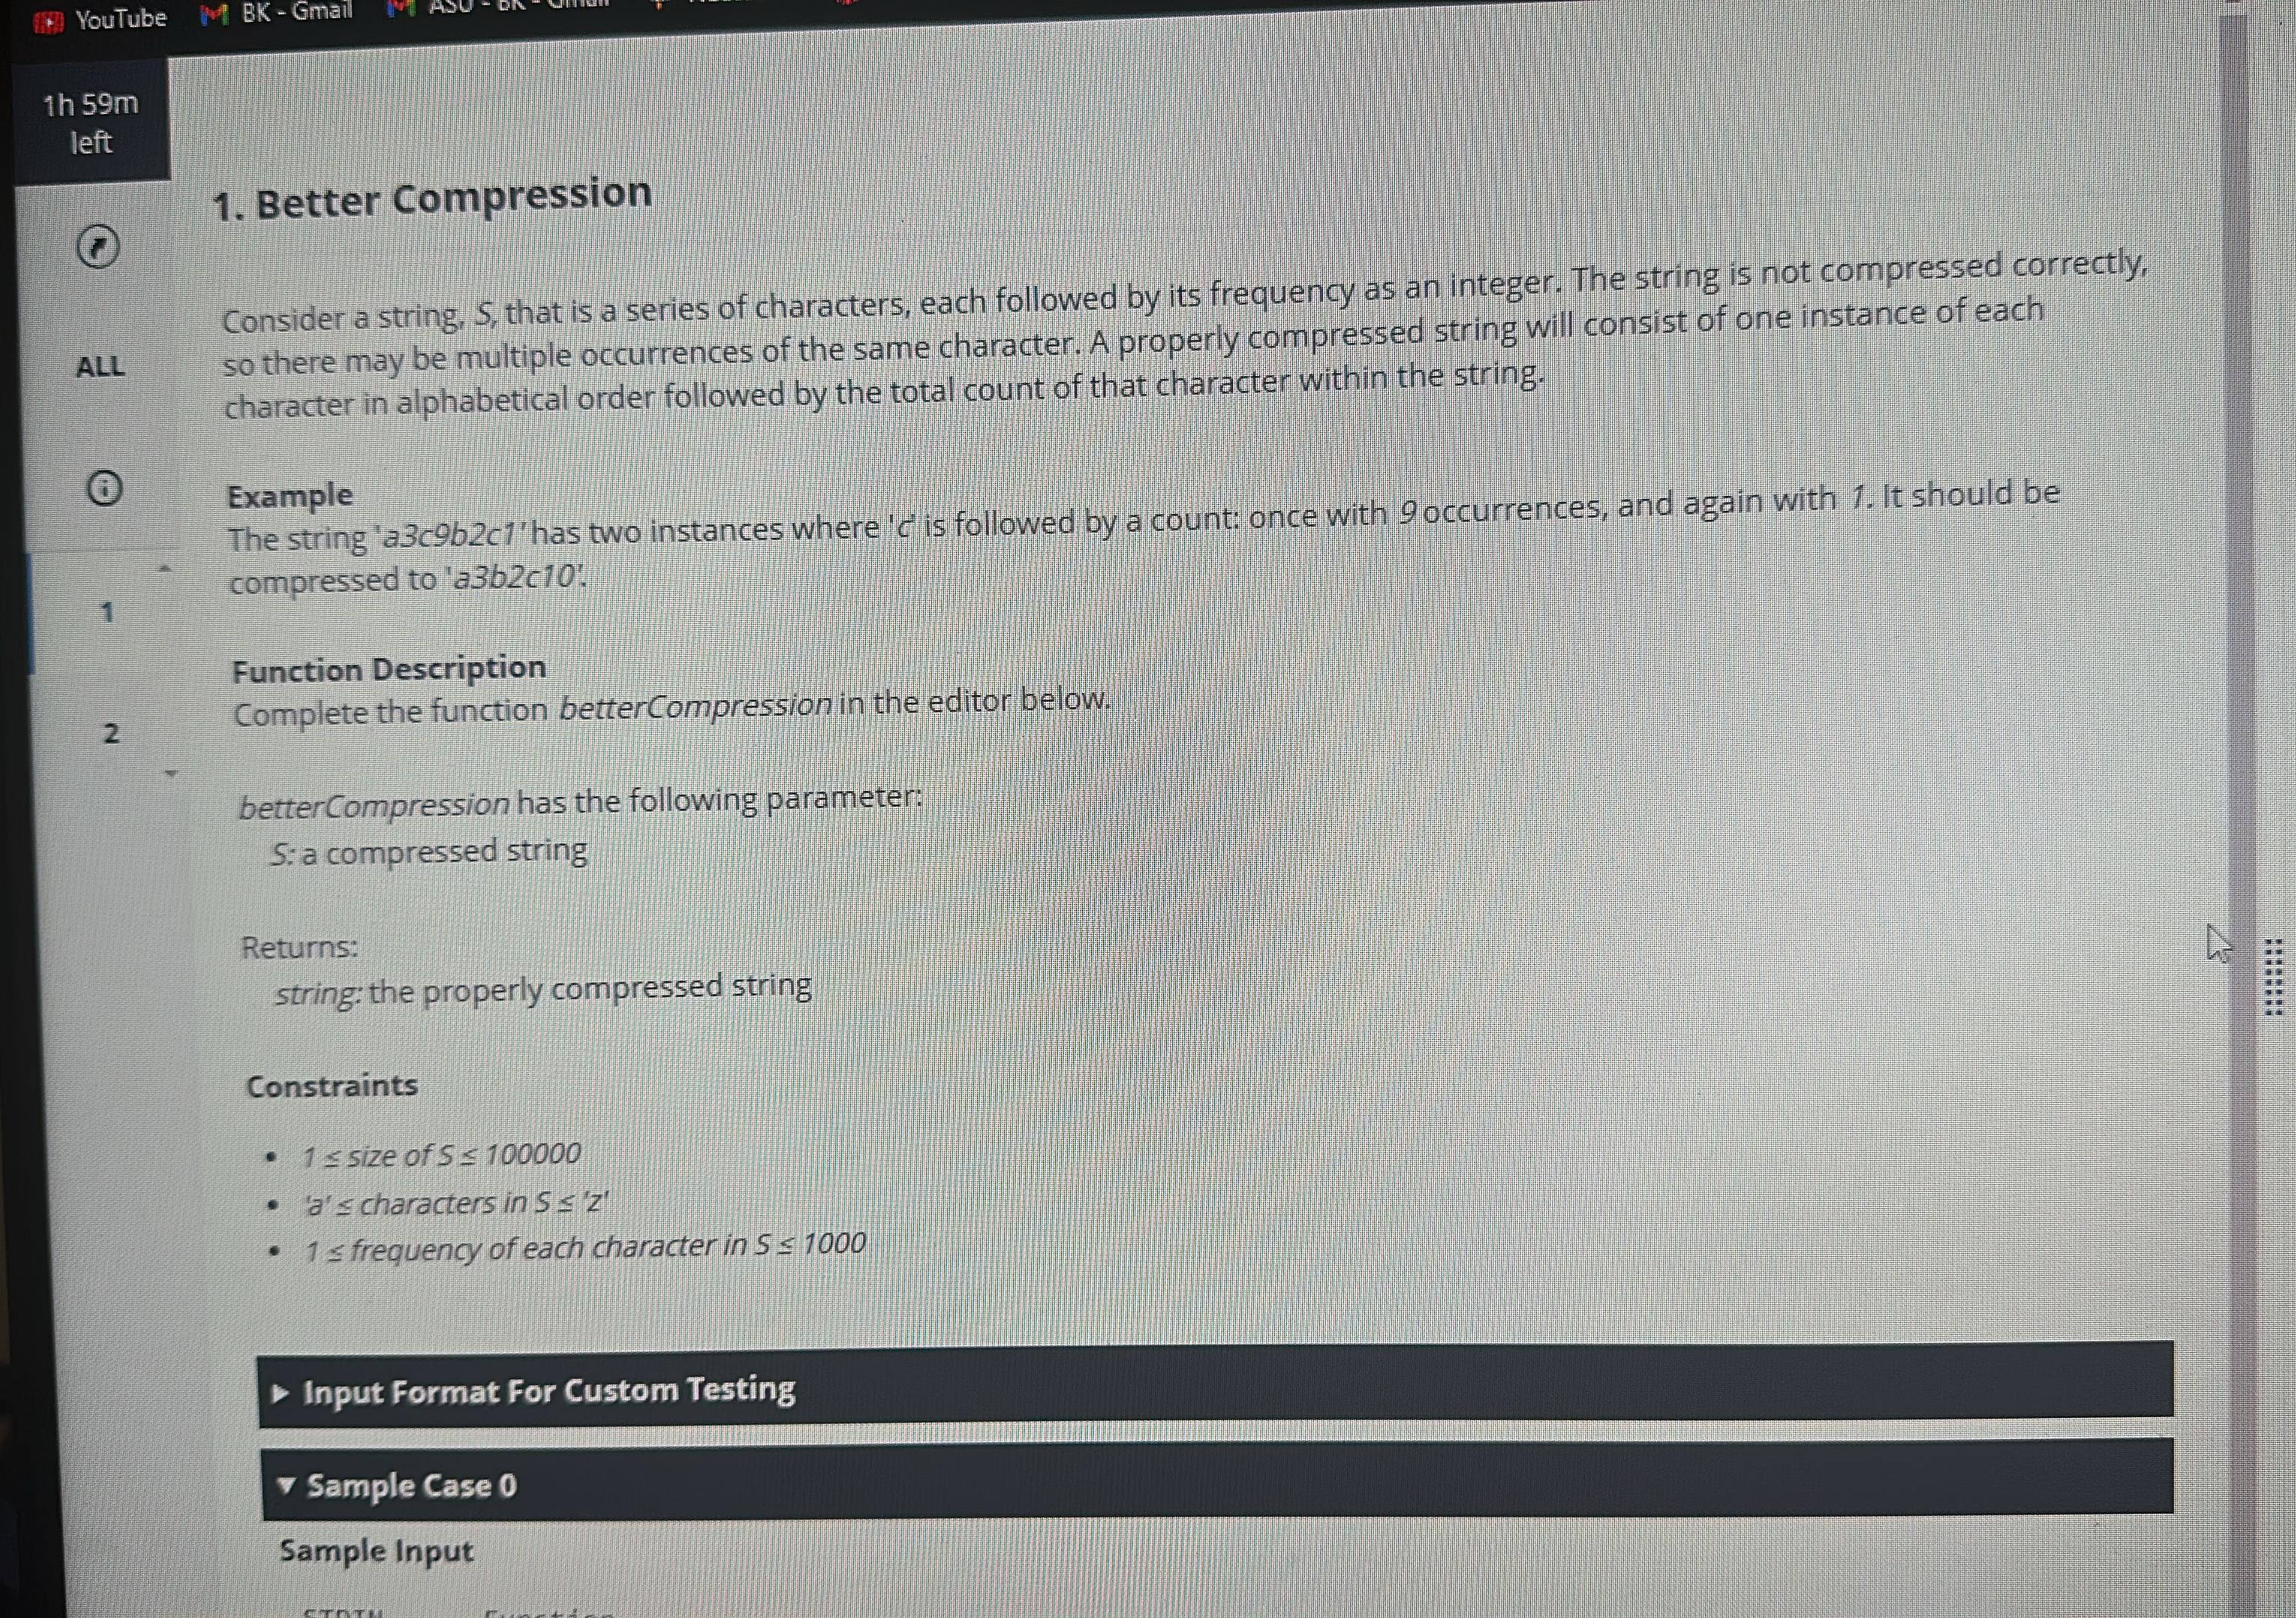 YouTube BK - Gmail ASU - BK - Gmail
1h 59m
left
1. Better Compression
Consider a string, S, that is a series of characters, each followed by its frequency as an integer. The string is not compressed correctly,
so there may be multiple occurrences of the same character. A properly compressed string will consist of one instance of each
character in alphabetical order followed by the total count of that character within the string.
ALL
Example
The string 'a3c9b2c1' has two instances where 'c' is followed by a count: once with 9 occurrences, and again with 1. It should be
compressed to 'a3b2c10'.
1
Function Description
Complete the function betterCompression in the editor below.
2
betterCompression has the following parameter:
S: a compressed string
Returns:
string: the properly compressed string
Constraints
• 1 ≤ size of S ≤ 100000
• 'a' ≤ characters in S ≤ 'z'
• 1 ≤ frequency of each character in S ≤ 1000
Input Format For Custom Testing
Sample Case 0
Sample Input
STDIN Function